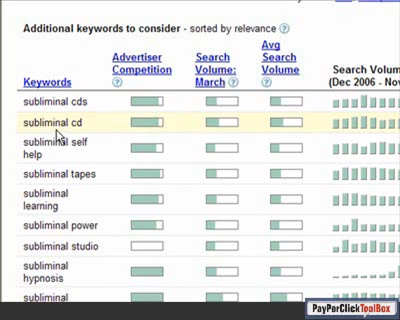 Additional keywords to consider - sorted by relevance ?
Keywords
Advertiser
Competition
?
Search
Volume:
March ?
Avg
Search
Volume
?
Search Volu
(Dec 2006 - No
subliminal cds
subliminal cd
subliminal self
help
subliminal tapes
subliminal
learning
subliminal power
subliminal studio
subliminal
hypnosis
subliminal
PayPerClickToolBox